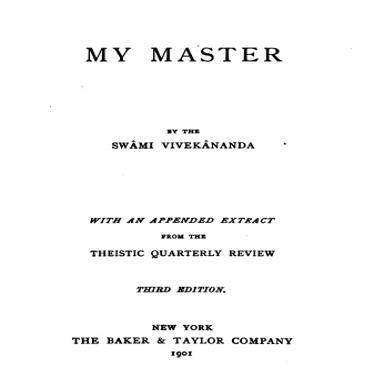 MY MASTER
BY THE
SWÂMI VIVEKÂNANDA
WITH AN APPENDED EXTRACT
FROM THE
THEISTIC QUARTERLY REVIEW
THIRD EDITION.
NEW YORK
THE BAKER & TAYLOR COMPANY
1901